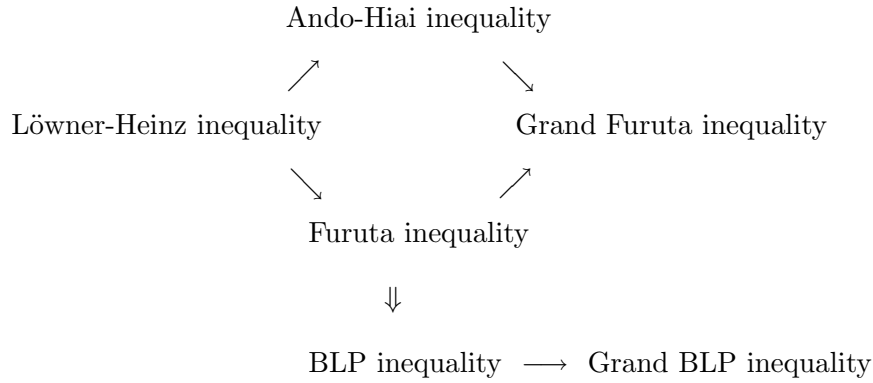 Ando-Hiai inequality
↗ ↘
Löwner-Heinz inequality Grand Furuta inequality
↘ ↗
Furuta inequality
⇓
BLP inequality ⟶ Grand BLP inequality